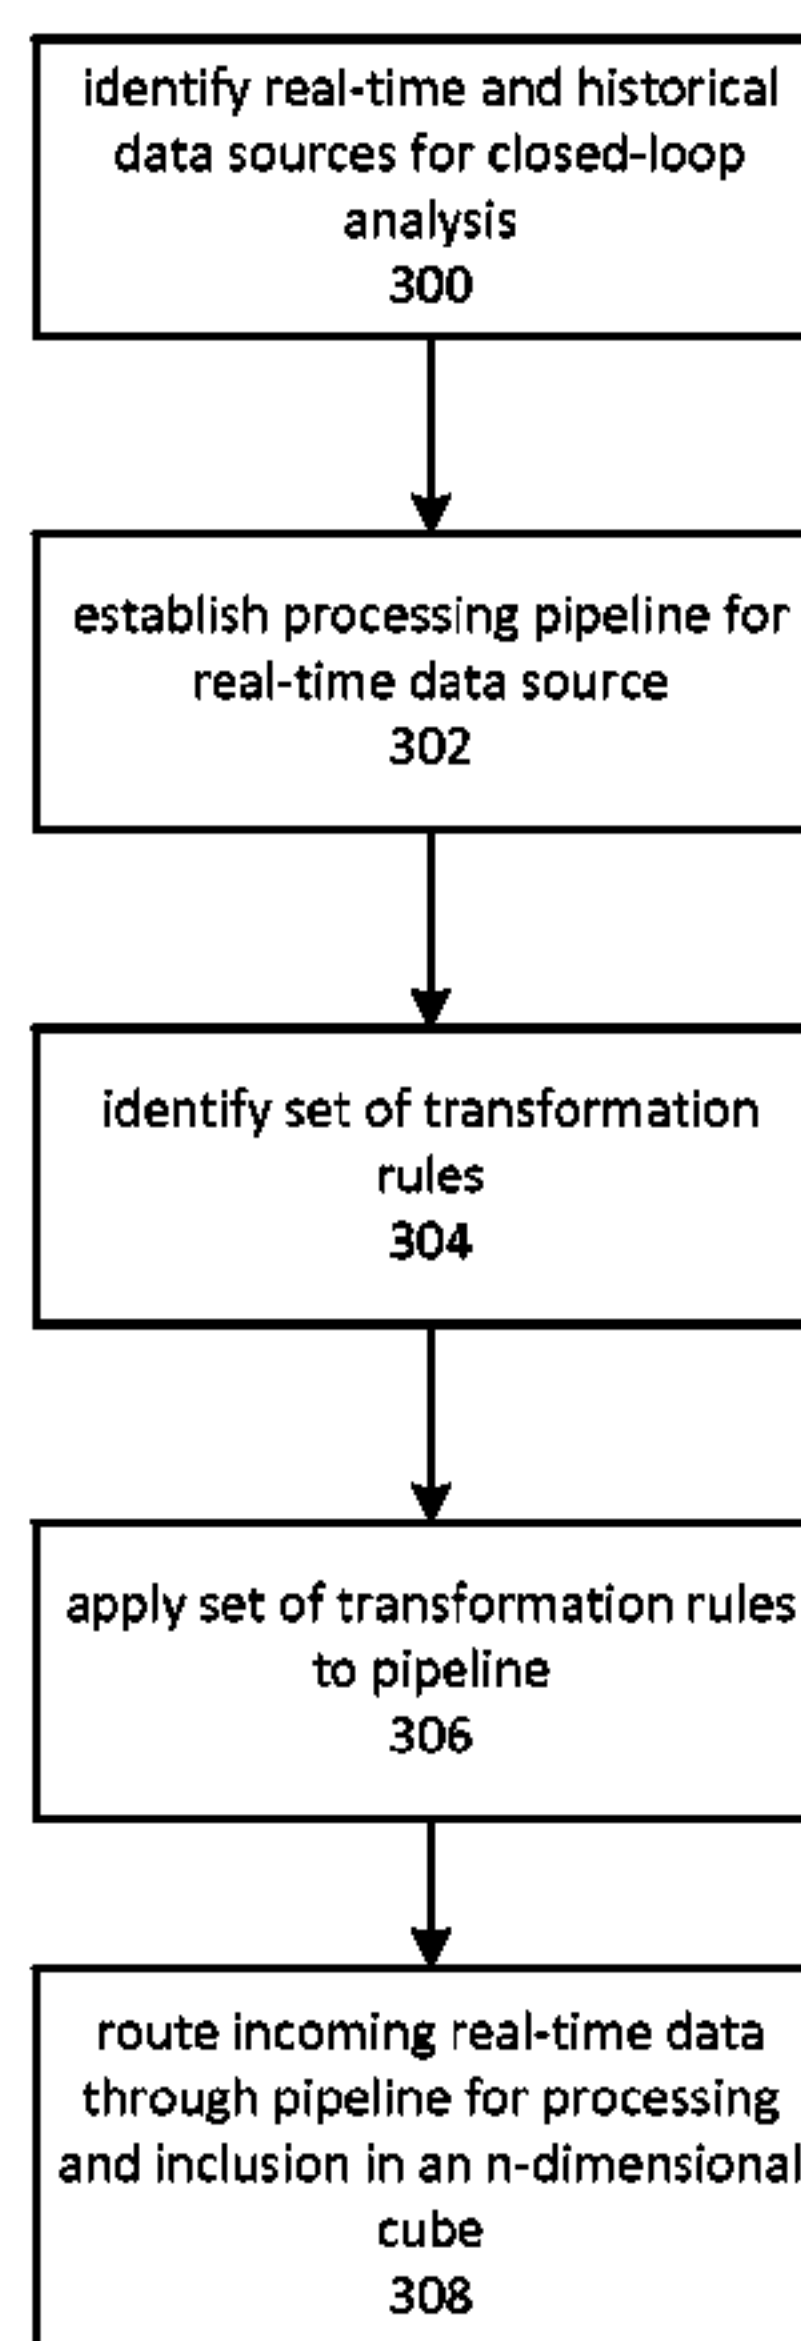 identify real-time and historical
data sources for closed-loop
analysis
300
establish processing pipeline for
real-time data source
302
identify set of transformation
rules
304
apply set of transformation rules
to pipeline
306
route incoming real-time data
through pipeline for processing
and inclusion in an n-dimensional
cube
308